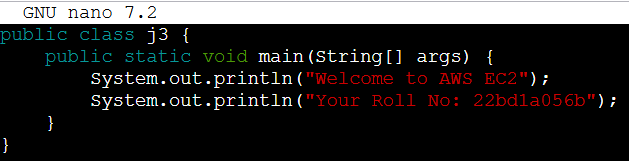 GNU nano 7.2
public class j3 {
    public static void main(String[] args) {
        System.out.println("Welcome to AWS EC2");
        System.out.println("Your Roll No: 22bd1a056b");
    }
}